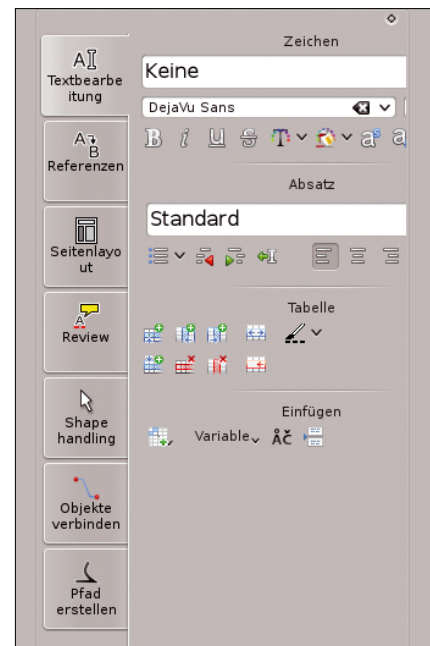 Zeichen
Textbearbe
itung
Keine
DejaVu Sans
Referenzen
Absatz
Standard
Seitenlayo
ut
Tabelle
Review
Einfügen
Variable
Shape
handling
Objekte
verbinden
Pfad
erstellen